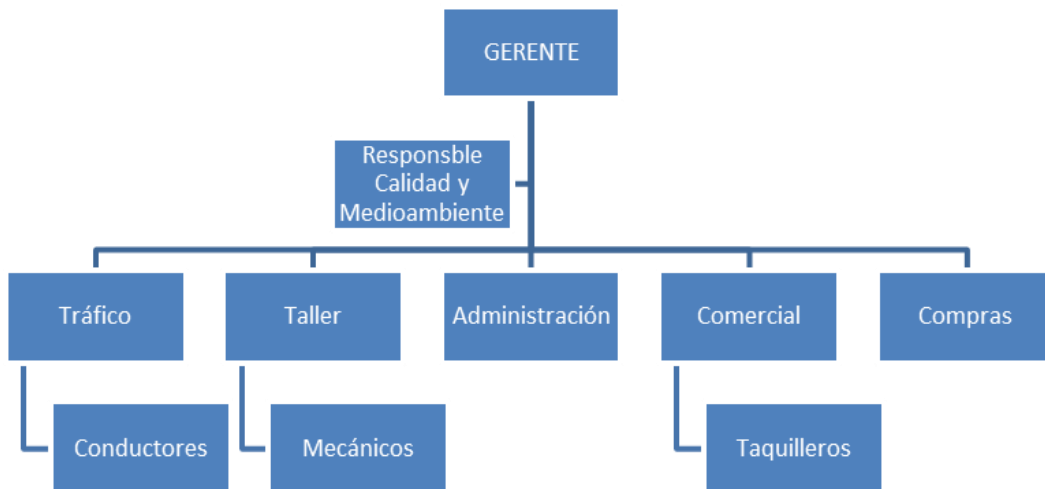 GERENTE
Responsble
Calidad y
Medioambiente
Tráfico
Taller
Administración
Comercial
Compras
Conductores
Mecánicos
Taquilleros